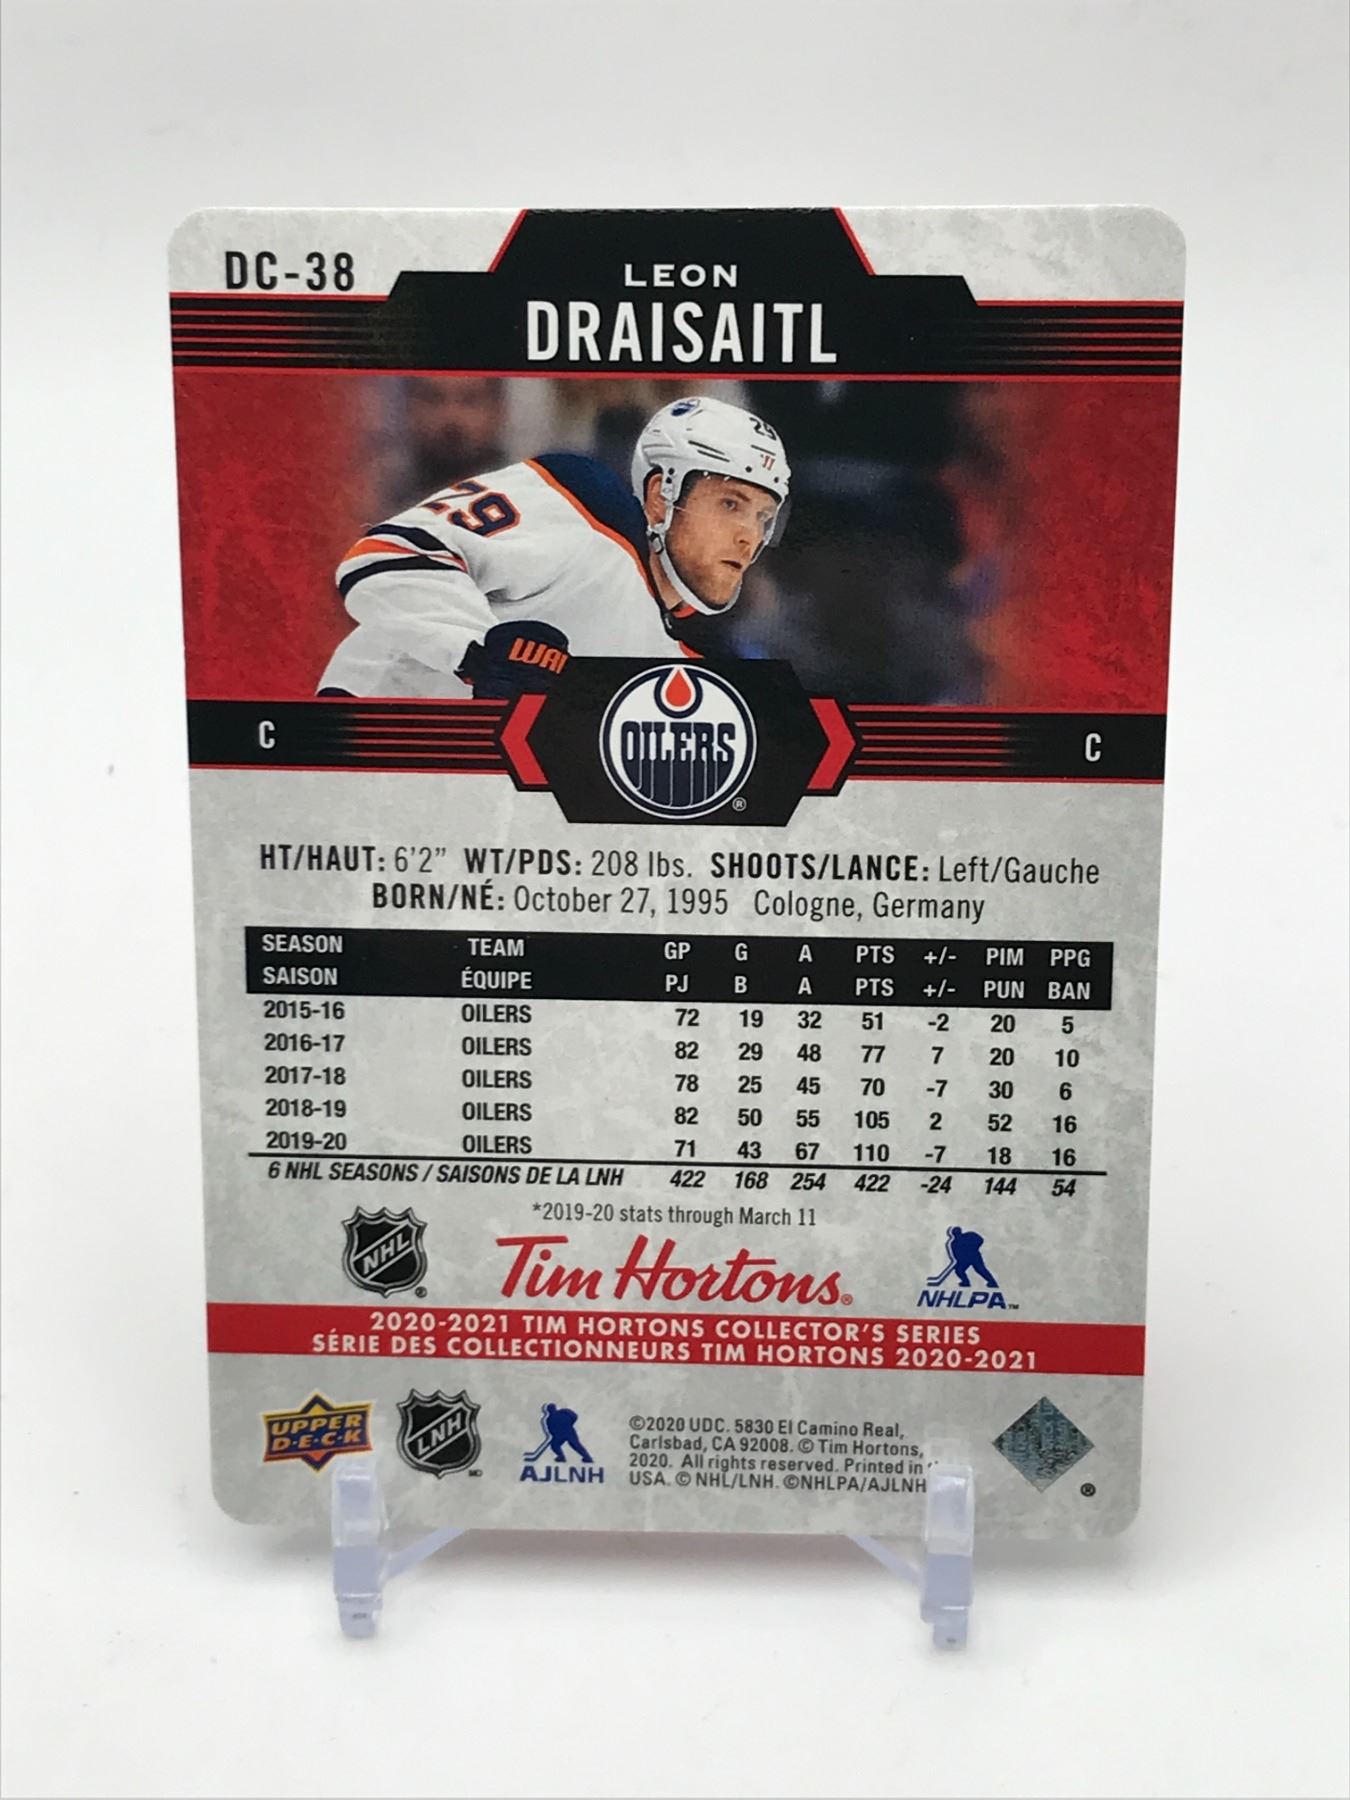 DC-38
LEON
DRAISAITL
29
29
WAR
OILERS
®
C
C
HT/HAUT: 6'2" WT/PDS: 208 lbs. SHOOTS/LANCE: Left/Gauche
BORN/NÉ: October 27, 1995 Cologne, Germany
SEASON TEAM GP G A PTS +/- PIM PPG
SAISON ÉQUIPE PJ B A PTS +/- PUN BAN
2015-16 OILERS 72 19 32 51 -2 20 5
2016-17 OILERS 82 29 48 77 7 20 10
2017-18 OILERS 78 25 45 70 -7 30 6
2018-19 OILERS 82 50 55 105 2 52 16
2019-20 OILERS 71 43 67 110 -7 18 16
6 NHL SEASONS / SAISONS DE LA LNH 422 168 254 422 -24 144 54
*2019-20 stats through March 11
NHL ®
Tim Hortons®
NHLPA™
2020-2021 TIM HORTONS COLLECTOR'S SERIES
SÉRIE DES COLLECTIONNEURS TIM HORTONS 2020-2021
UPPER
D·E·C·K
LNH MD
AJLNH
©2020 UDC. 5830 El Camino Real,
Carlsbad, CA 92008. © Tim Hortons,
2020. All rights reserved. Printed in
USA. © NHL/LNH. ©NHLPA/AJLNH
®